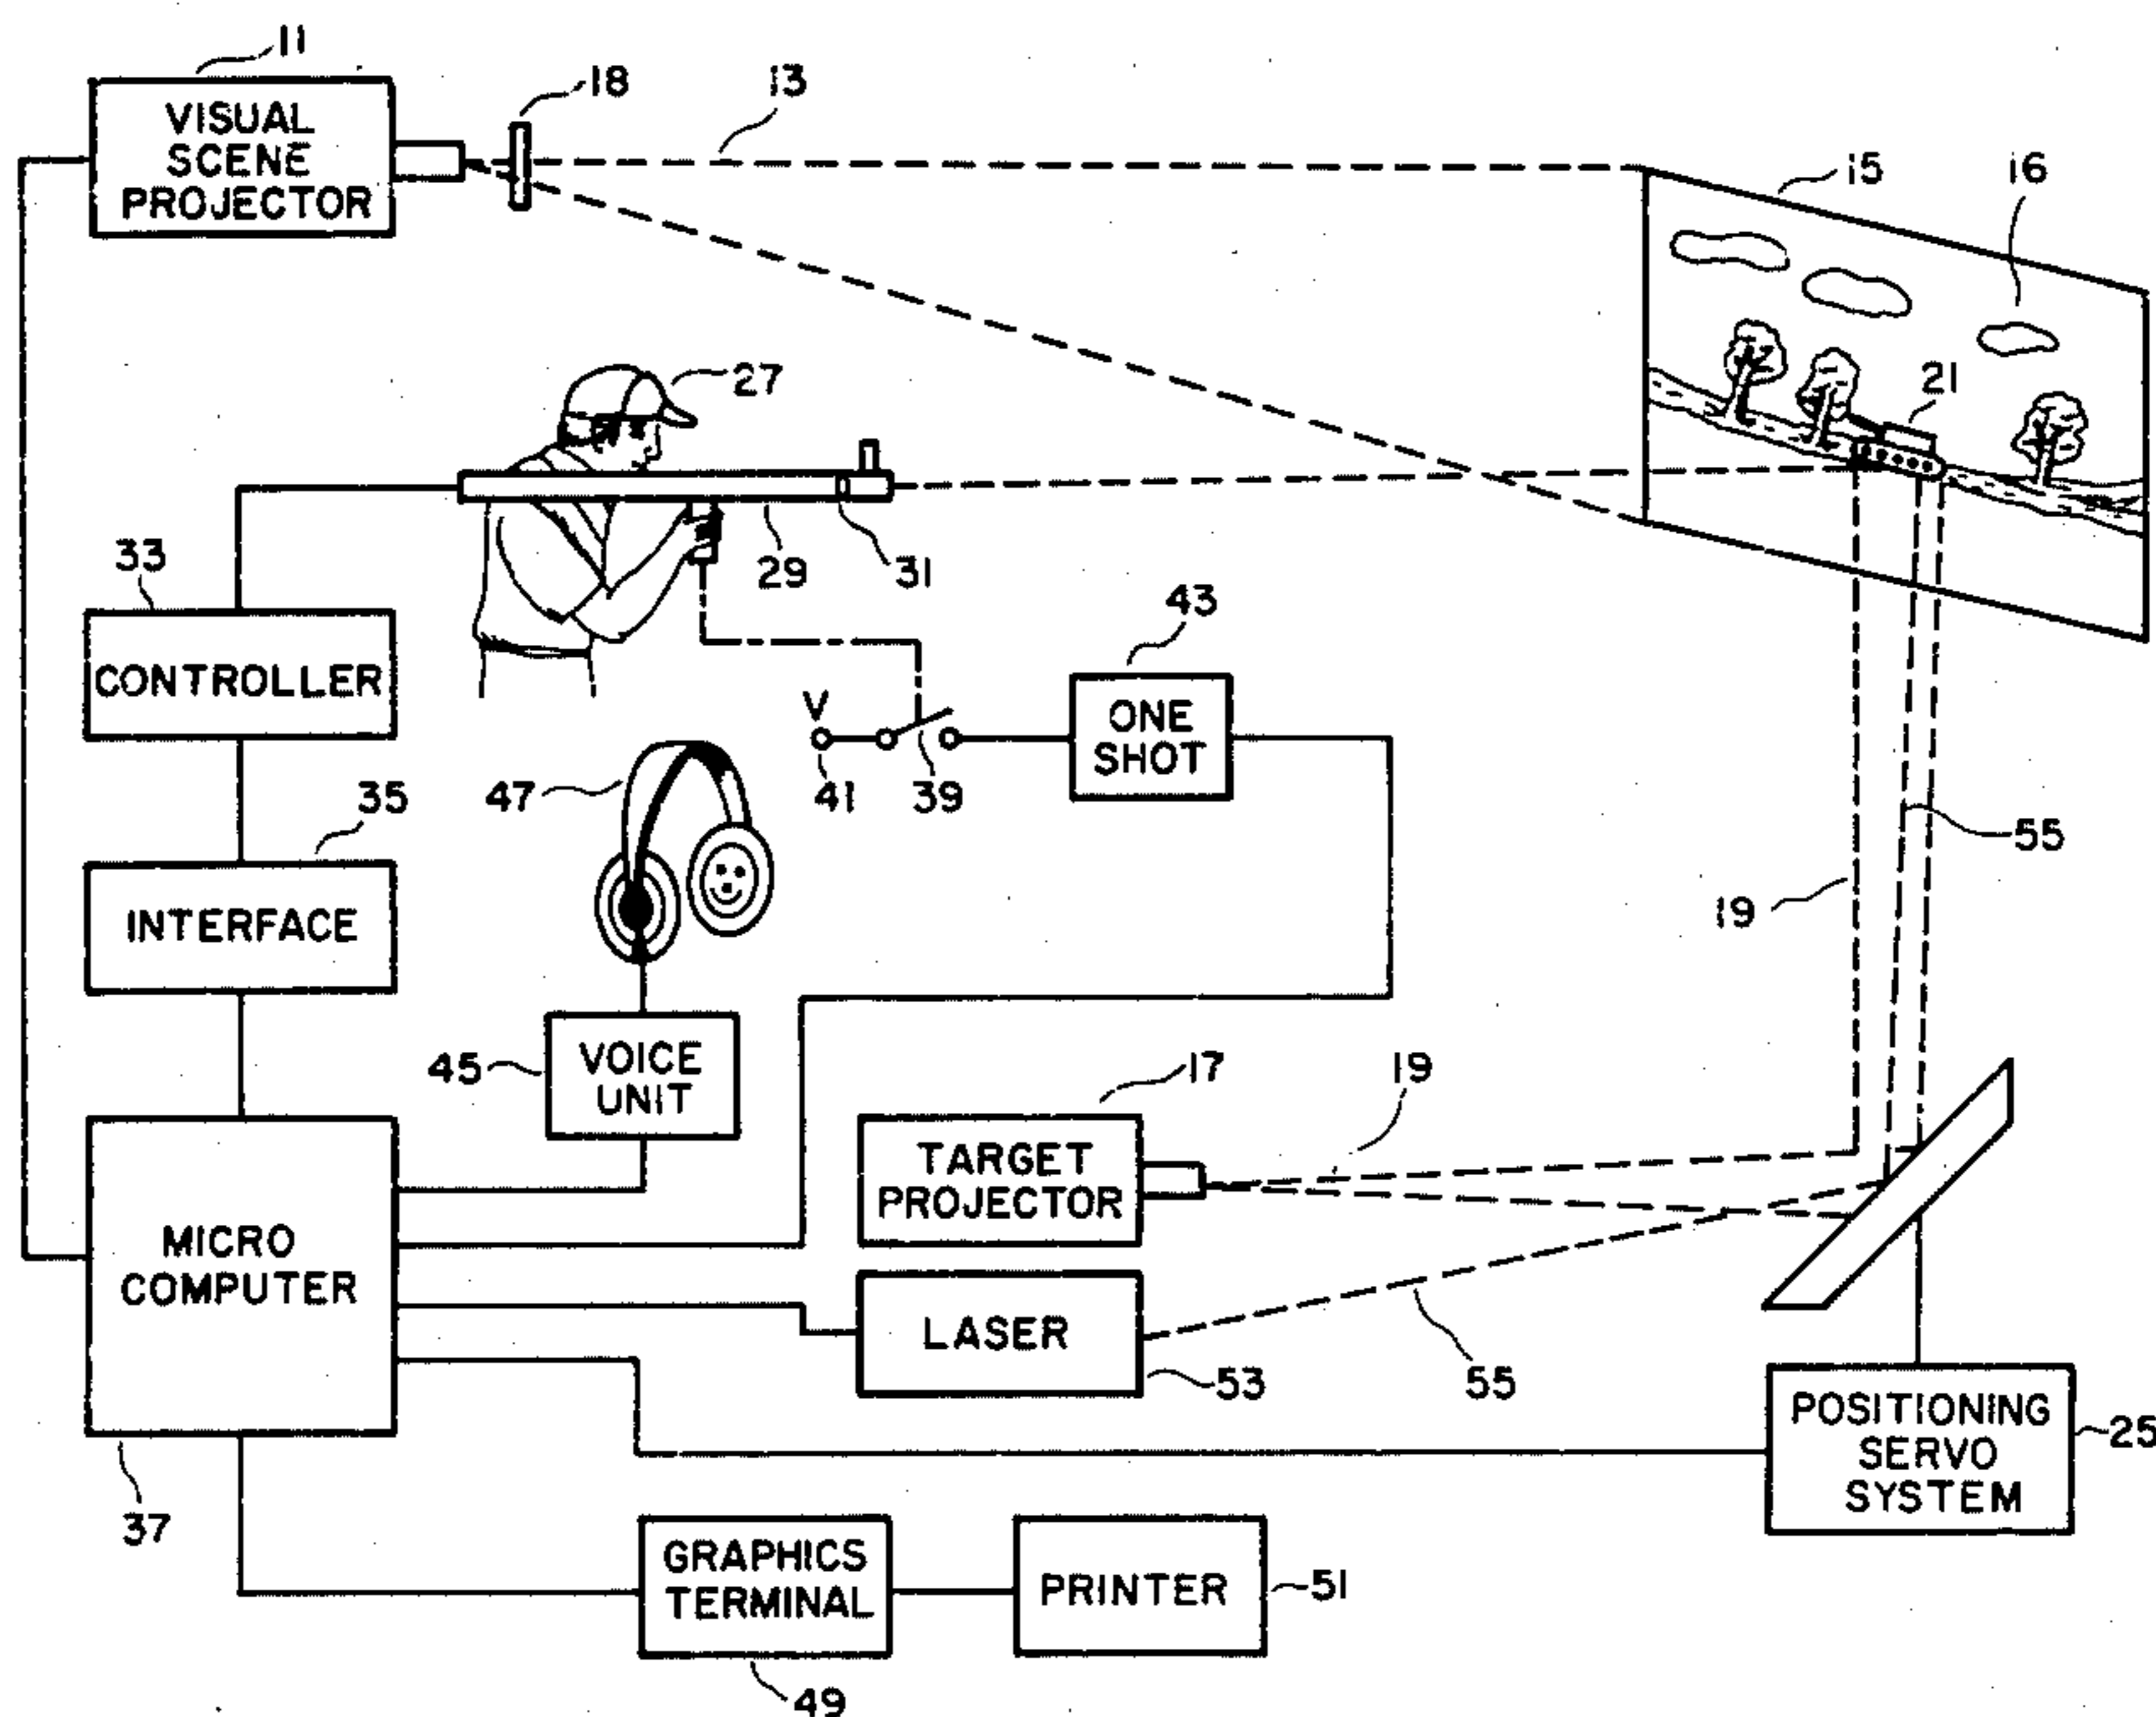 11
18
13
VISUAL
SCENE
PROJECTOR
15
16
27
21
33
29
31
43
CONTROLLER
V
ONE
SHOT
41
39
47
35
55
19
INTERFACE
45
VOICE
UNIT
17
19
TARGET
PROJECTOR
MICRO
COMPUTER
LASER
53
55
POSITIONING
SERVO
SYSTEM
25
37
GRAPHICS
TERMINAL
PRINTER
51
49